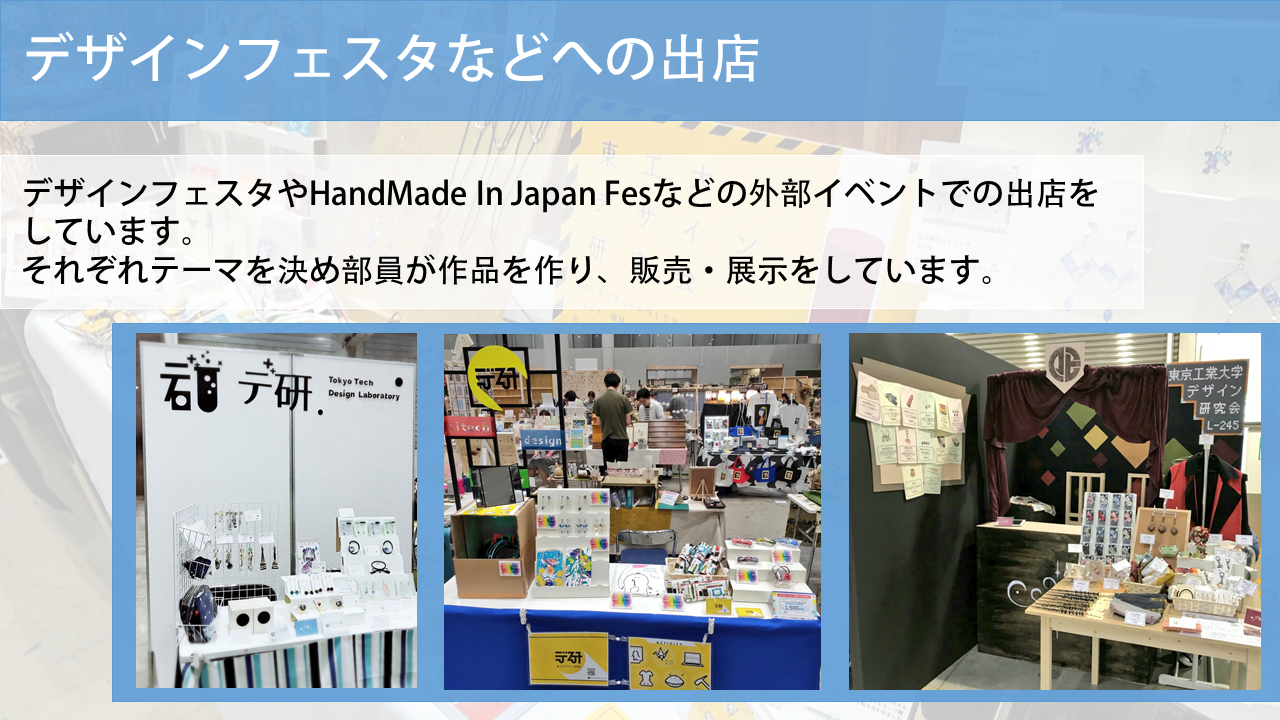 デザインフェスタなどへの出店
デザインフェスタやHandMade In Japan Fesなどの外部イベントでの出店を
しています。
それぞれテーマを決め部員が作品を作り、販売・展示をしています。
デ研.
Tokyo Tech
Design Laboratory
デ研
design
デ研
1,500
東京工業大学
デザイン
研究会
L-245